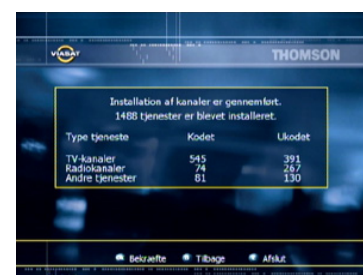 VIASAT
THOMSON
Installation af kanaler er gennemført.
1488 tjenester er blevet installeret.
Type tjeneste Kodet Ukodet
TV-kanaler 545 391
Radiokanaler 74 267
Andre tjenester 81 130
Bekræfte Tilbage Afslut